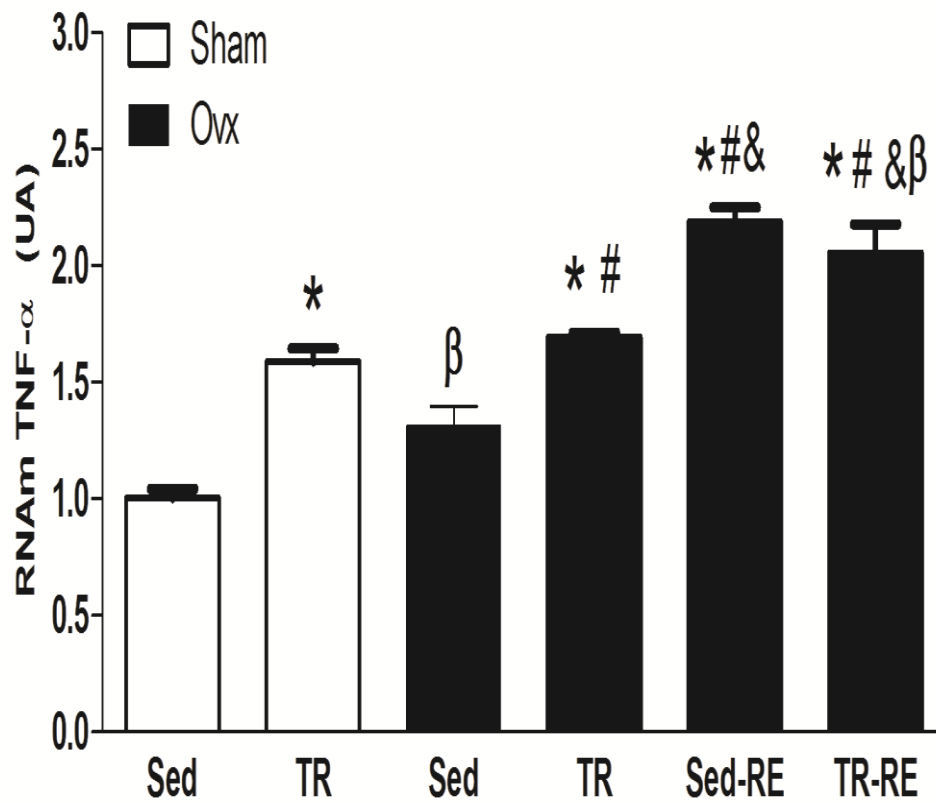 3.0
Sham
Ovx
2.5
2.0
1.5
1.0
0.5
0.0
RNAm TNF-α (UA)
*
β
* #
*#&
*# &β
Sed TR Sed TR Sed-RE TR-RE